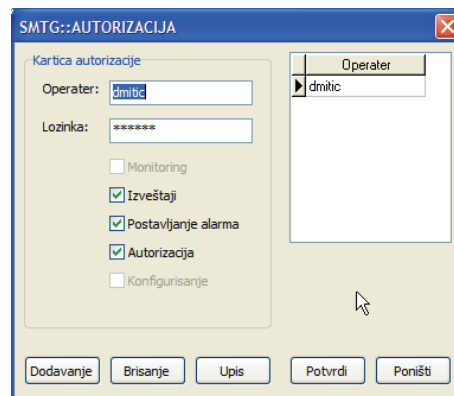 SMTG::AUTORIZACIJA
Kartica autorizacije
Operater: dmitic
Lozinka: ******
Monitoring
Izveštaji
Postavljanje alarma
Autorizacija
Konfigurisanje
Operater
dmitic
Dodavanje Brisanje Upis Potvrdi Poništi